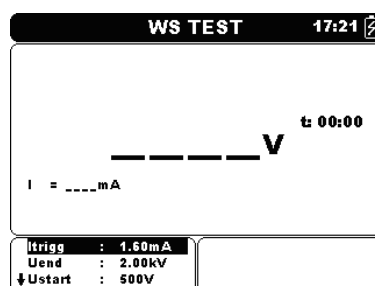 WS TEST 17:21
t: 00:00
____V
I = ____mA
Itrigg : 1.60mA
Uend : 2.00kV
↓Ustart : 500V